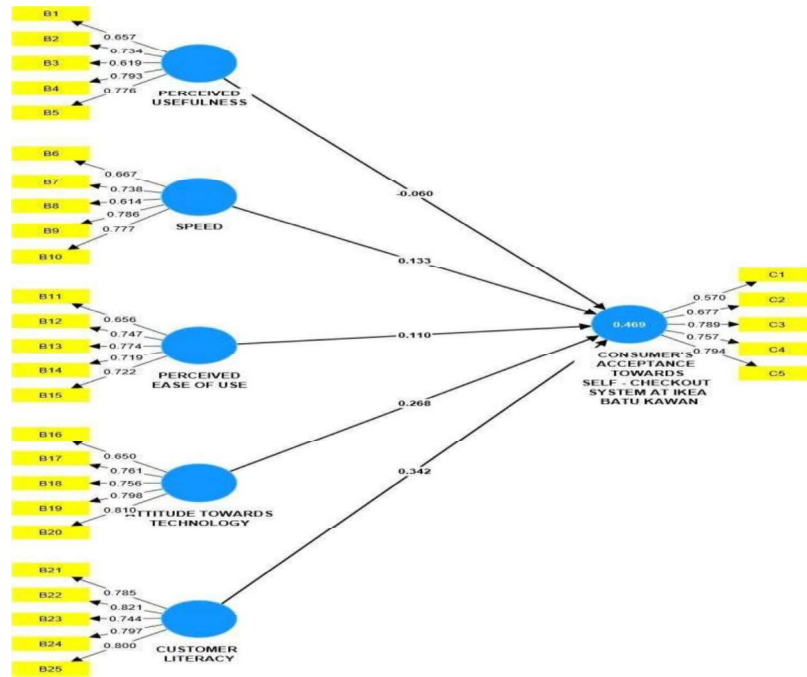 B1
B2
B3
B4
B5
0.657
0.734
0.619
0.793
0.776
PERCEIVED
USEFULNESS
B6
B7
B8
B9
B10
0.667
0.738
0.614
0.786
0.777
SPEED
B11
B12
B13
B14
B15
0.656
0.747
0.774
0.719
0.722
PERCEIVED
EASE OF USE
B16
B17
B18
B19
B20
0.650
0.761
0.756
0.798
0.810
ATTITUDE TOWARDS
TECHNOLOGY
B21
B22
B23
B24
B25
0.785
0.821
0.744
0.797
0.800
CUSTOMER
LITERACY
-0.060
0.133
0.110
0.268
0.342
0.469
CONSUMER'S
ACCEPTANCE
TOWARDS
SELF - CHECKOUT
SYSTEM AT IKEA
BATU KAWAN
0.570
0.677
0.789
0.757
0.794
C1
C2
C3
C4
C5